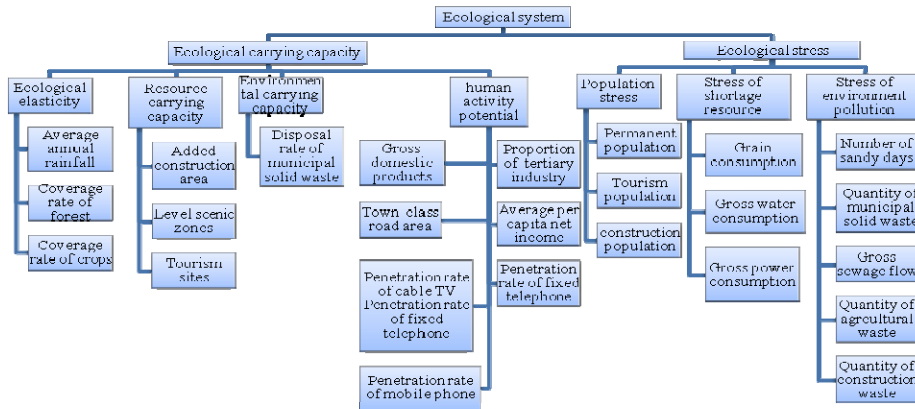 Ecological system
Ecological carrying capacity
Ecological stress
Ecological
elasticity
Average
annual
rainfall
Coverage
rate of
forest
Coverage
rate of crops
Resource
carrying
capacity
Added
construction
area
Level scenic
zones
Tourism
sites
Environmen
tal carrying
capacity
Disposal
rate of
municipal
solid waste
human
activity
potential
Gross
domestic
products
Proportion
of tertiary
industry
Town-class
road area
Average per
capita net
income
Penetration rate
of cable TV
Penetration rate
of fixed
telephone
Penetration
rate of fixed
telephone
Penetration rate
of mobile phone
Population
stress
Permanent
population
Tourism
population
construction
population
Stress of
shortage
resource
Grain
consumption
Gross water
consumption
Gross power
consumption
Stress of
environment
pollution
Number of
sandy days
Quantity of
municipal
solid waste
Gross
sewage flow
Quantity of
agricultural
waste
Quantity of
construction
waste